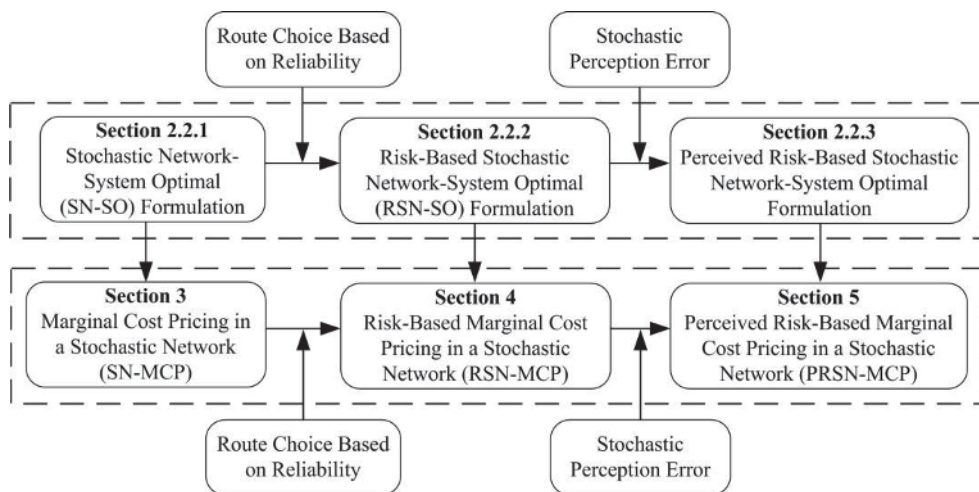 Route Choice Based
on Reliability
Stochastic
Perception Error
Section 2.2.1
Stochastic Network-
System Optimal
(SN-SO) Formulation
Section 2.2.2
Risk-Based Stochastic
Network-System Optimal
(RSN-SO) Formulation
Section 2.2.3
Perceived Risk-Based Stochastic
Network-System Optimal
Formulation
Section 3
Marginal Cost Pricing in
a Stochastic Network
(SN-MCP)
Section 4
Risk-Based Marginal Cost
Pricing in a Stochastic
Network (RSN-MCP)
Section 5
Perceived Risk-Based Marginal
Cost Pricing in a Stochastic
Network (PRSN-MCP)
Route Choice Based
on Reliability
Stochastic
Perception Error